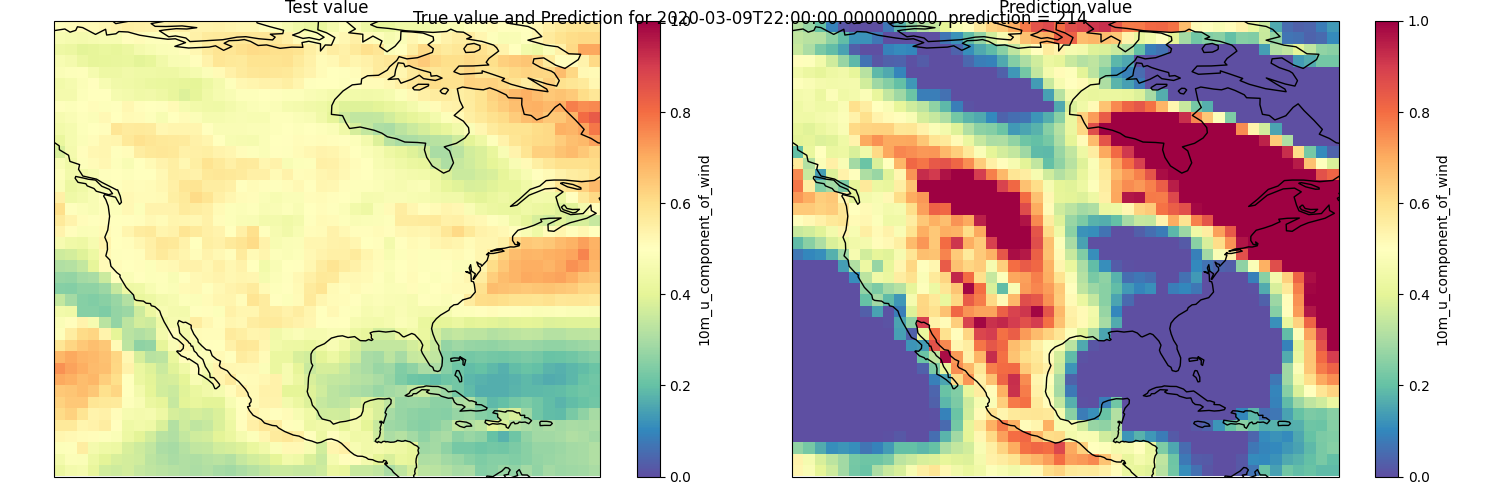 True value and Prediction for 2020-03-09T22:00:00.000000000, prediction = 214
Test value
Prediction value
1.0
0.8
0.6
0.4
0.2
0.0
10m_u_component_of_wind
1.0
0.8
0.6
0.4
0.2
0.0
10m_u_component_of_wind